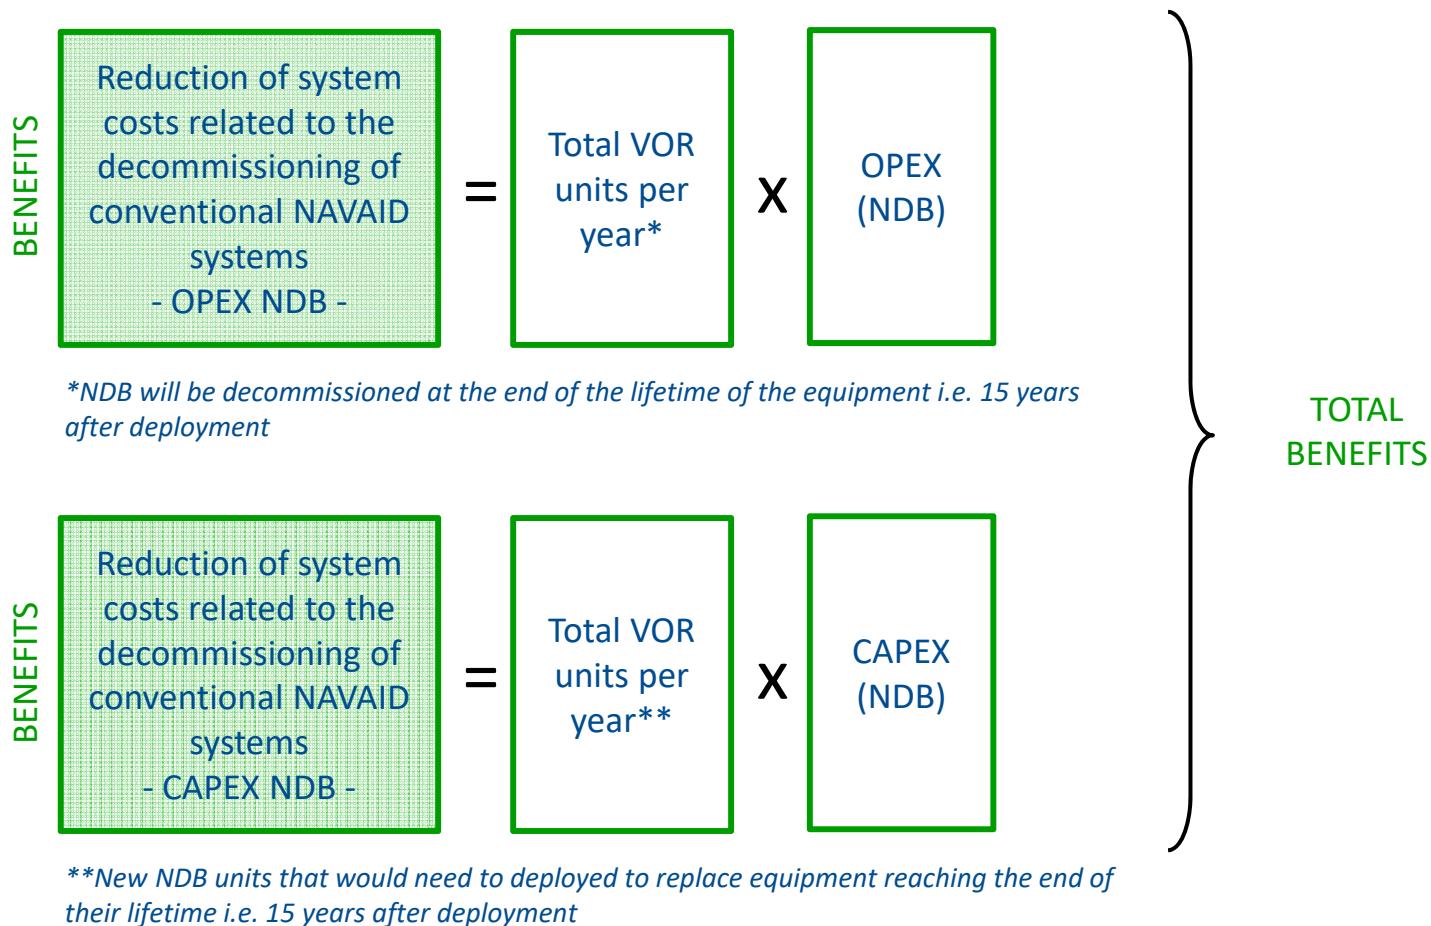 BENEFITS
Reduction of system
costs related to the
decommissioning of
conventional NAVAID
systems
- OPEX NDB -
=
Total VOR
units per
year*
x
OPEX
(NDB)
*NDB will be decommissioned at the end of the lifetime of the equipment i.e. 15 years
after deployment
TOTAL
BENEFITS
BENEFITS
Reduction of system
costs related to the
decommissioning of
conventional NAVAID
systems
- CAPEX NDB -
=
Total VOR
units per
year**
x
CAPEX
(NDB)
**New NDB units that would need to deployed to replace equipment reaching the end of
their lifetime i.e. 15 years after deployment